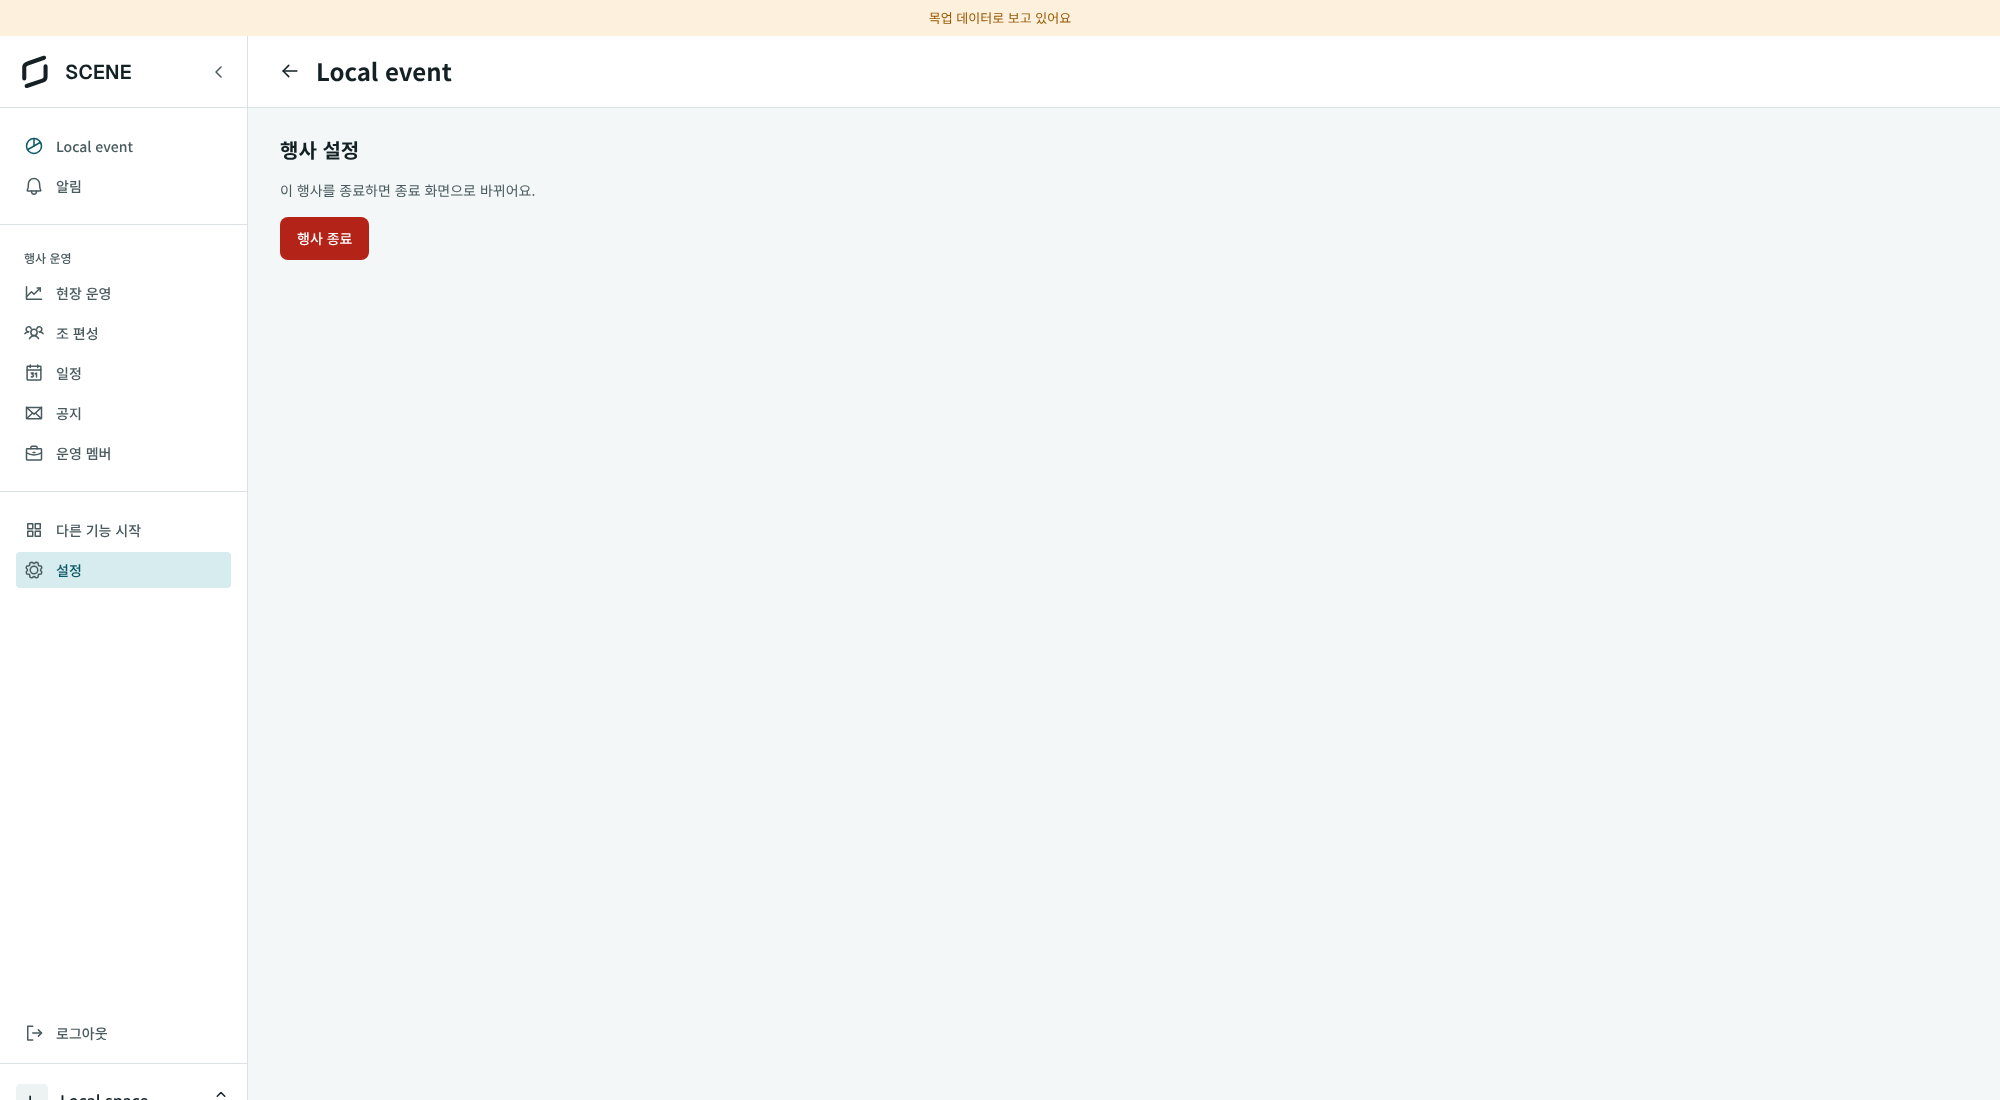 목업 데이터로 보고 있어요
SCENE
Local event
Local event
알림
행사 운영
현장 운영
조 편성
31
일정
공지
운영 멤버
다른 기능 시작
설정
로그아웃
Local space
행사 설정
이 행사를 종료하면 종료 화면으로 바뀌어요.
행사 종료